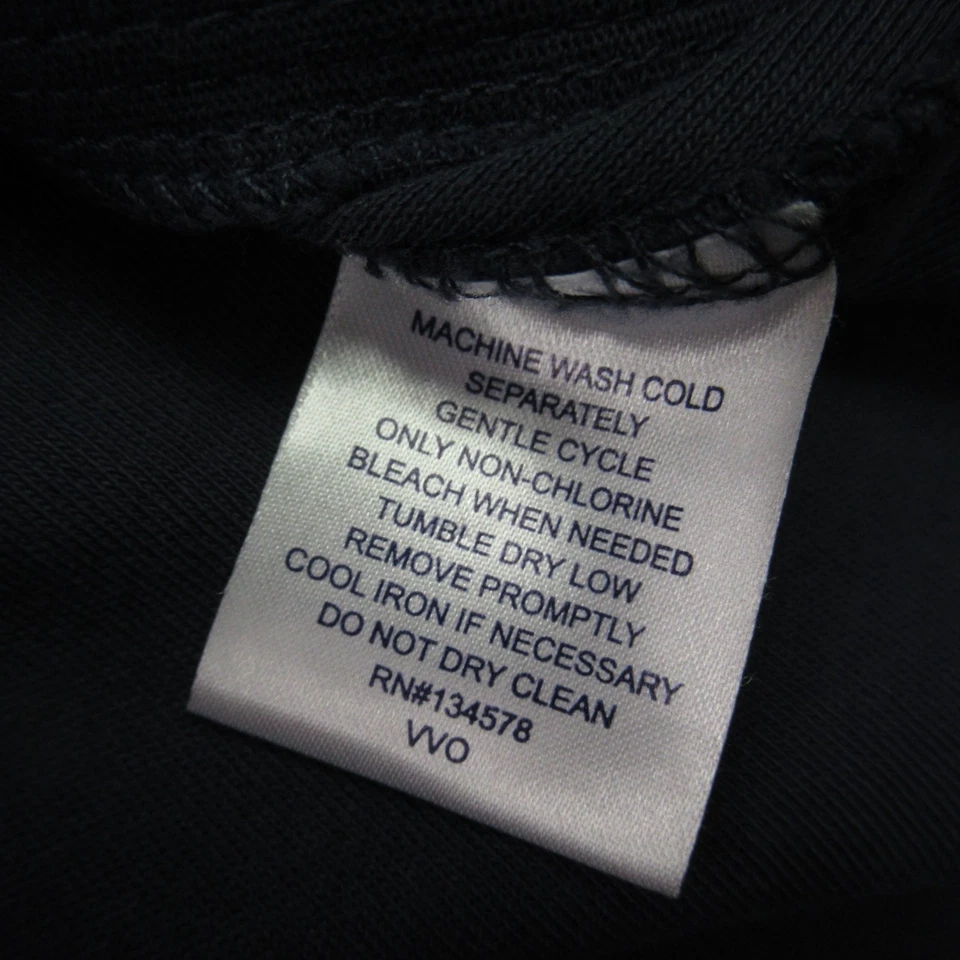 MACHINE WASH COLD
SEPARATELY
GENTLE CYCLE
ONLY NON-CHLORINE
BLEACH WHEN NEEDED
TUMBLE DRY LOW
REMOVE PROMPTLY
COOL IRON IF NECESSARY
DO NOT DRY CLEAN
RN#134578
VVO